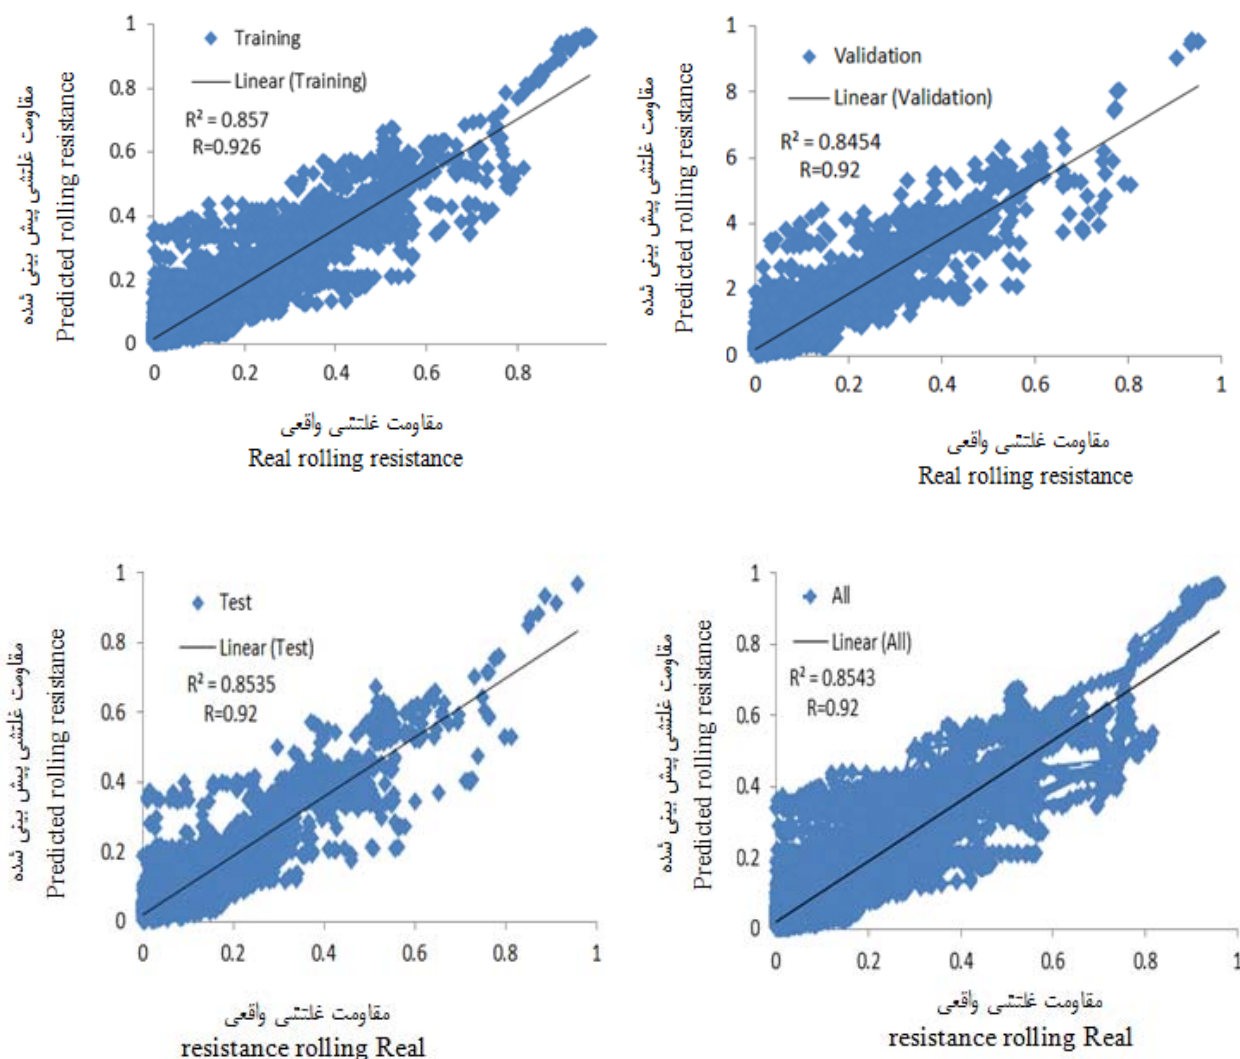 1
0.8
0.6
0.4
0.2
0
Training
Linear (Training)
R² = 0.857
R=0.926
0 0.2 0.4 0.6 0.8
مقاومت غلتشی پیش بینی شده
Predicted rolling resistance
مقاومت غلتشی واقعی
Real rolling resistance
1
8
6
4
2
0
Validation
Linear (Validation)
R² = 0.8454
R=0.92
0 0.2 0.4 0.6 0.8 1
مقاومت غلتشی پیش بینی شده
Predicted rolling resistance
مقاومت غلتشی واقعی
Real rolling resistance
1
0.8
0.6
0.4
0.2
0
Test
Linear (Test)
R² = 0.8535
R=0.92
0 0.2 0.4 0.6 0.8 1
مقاومت غلتشی پیش بینی شده
Predicted rolling resistance
مقاومت غلتشی واقعی
resistance rolling Real
1
0.8
0.6
0.4
0.2
0
All
Linear (All)
R² = 0.8543
R=0.92
0 0.2 0.4 0.6 0.8 1
مقاومت غلتشی پیش بینی شده
Predicted rolling resistance
مقاومت غلتشی واقعی
resistance rolling Real